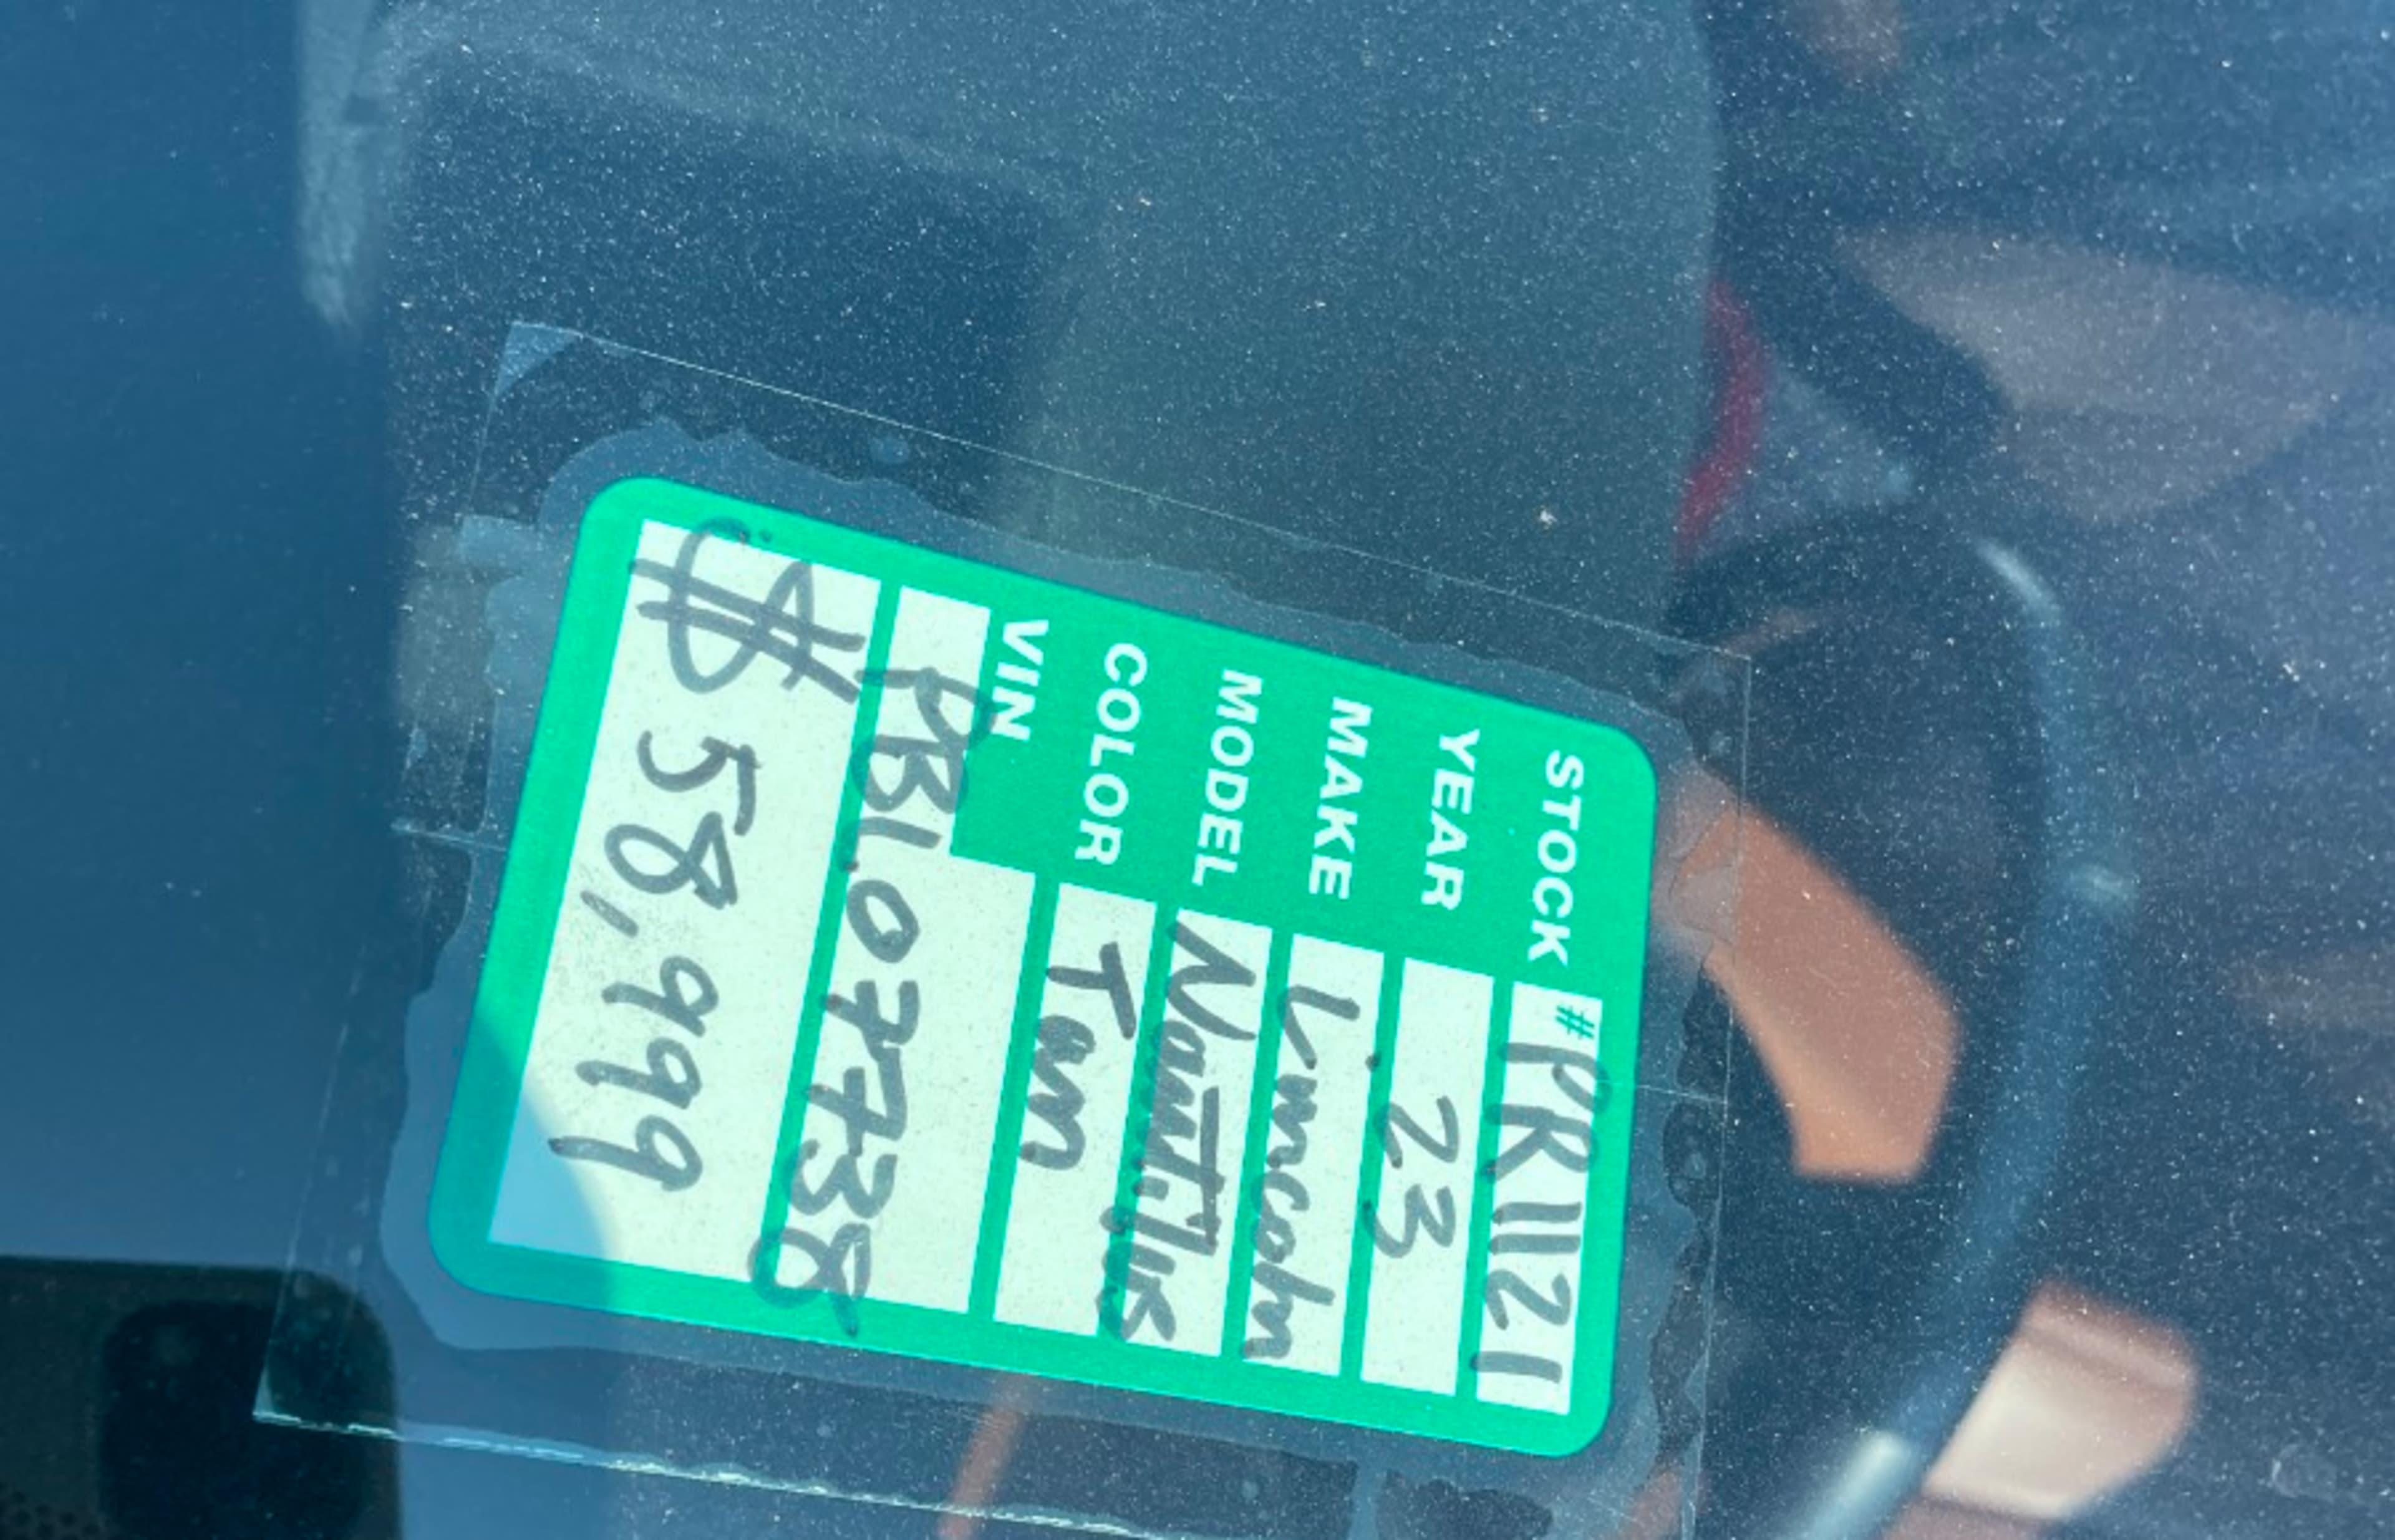 STOCK #PR1121
YEAR 23
MAKE Lincoln
MODEL Nautilus
COLOR Tan
VIN PBL07738
$58,999